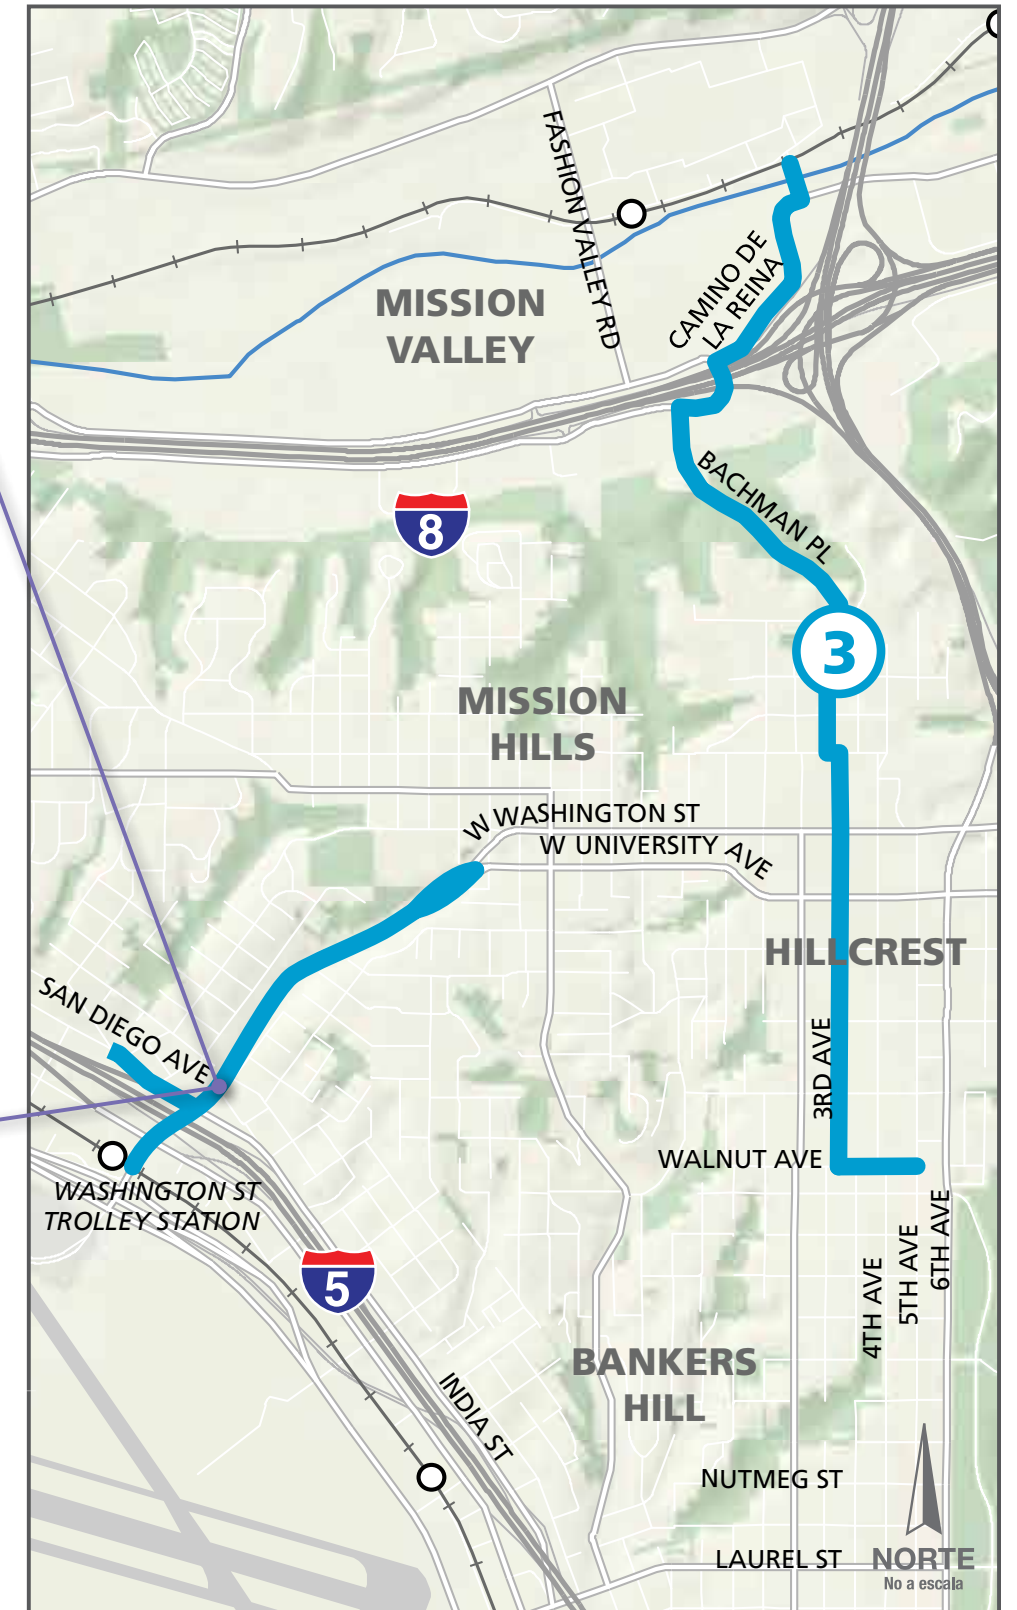 FASHION VALLEY RD
CAMINO DE
LA REINA
MISSION
VALLEY
BACHMAN PL
8
3
MISSION
HILLS
W WASHINGTON ST
W UNIVERSITY AVE
HILLCREST
SAN DIEGO AVE
3RD AVE
WALNUT AVE
WASHINGTON ST
TROLLEY STATION
5
4TH AVE
5TH AVE
6TH AVE
BANKERS
HILL
INDIA ST
NUTMEG ST
LAUREL ST
NORTE
No a escala